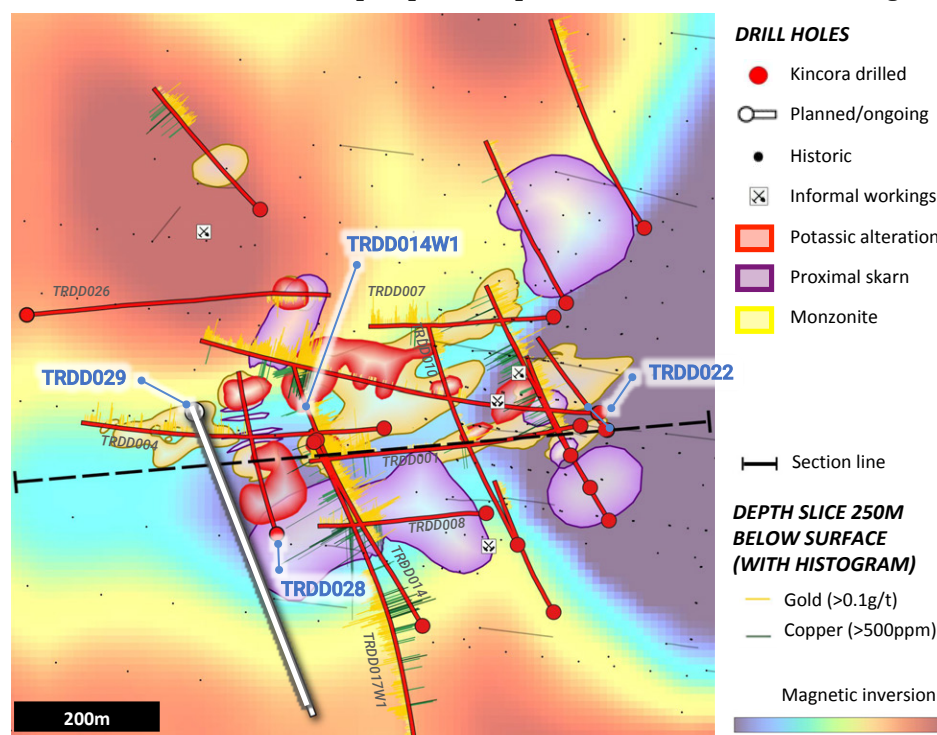 DRILL HOLES
Kincora drilled
Planned/ongoing
Historic
Informal workings
Potassic alteration
Proximal skarn
Monzonite
Section line
DEPTH SLICE 250M
BELOW SURFACE
(WITH HISTOGRAM)
Gold (>0.1g/t)
Copper (>500ppm)
Magnetic inversion
TRDD014W1
TRDD026
TRDD007
TRDD010
TRDD022
TRDD029
TRDD004
TRDD001
TRDD008
TRDD014
TRDD028
TRDD017W1
200m